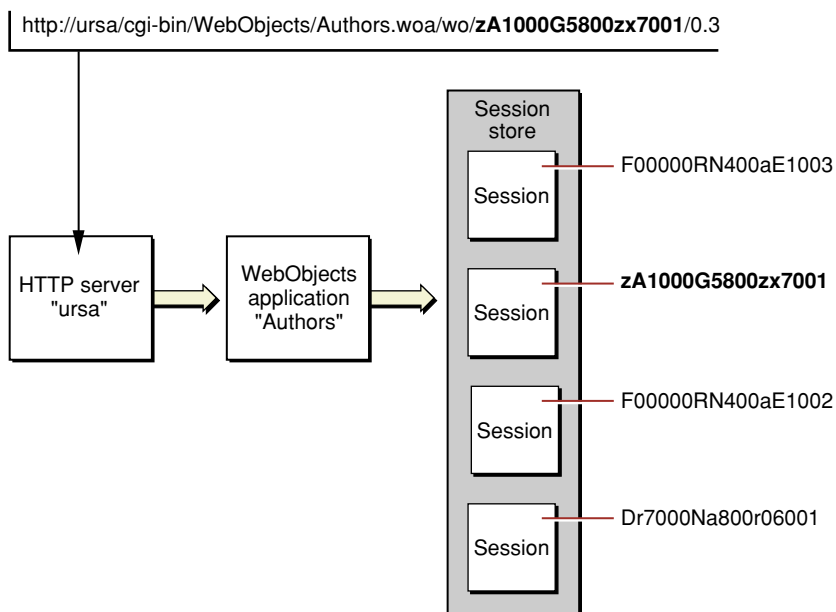 http://ursa/cgi-bin/WebObjects/Authors.woa/wo/zA1000G5800zx7001/0.3
Session
store
F00000RN400aE1003
Session
zA1000G5800zx7001
HTTP server
"ursa"
WebObjects
application
"Authors"
Session
F00000RN400aE1002
Session
Dr7000Na800r06001
Session